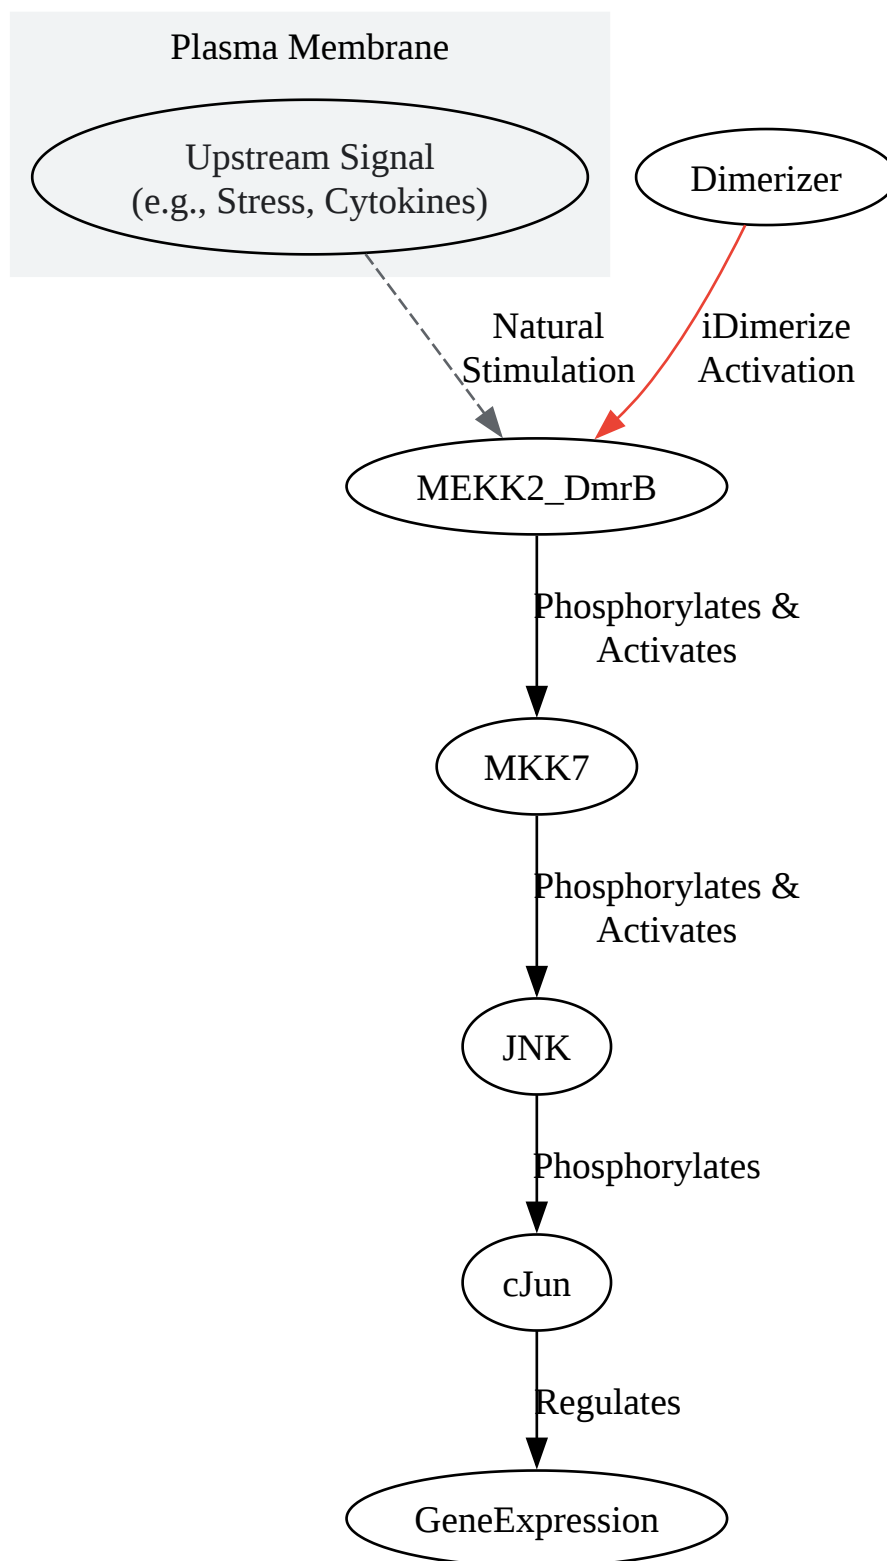 Plasma Membrane
Upstream Signal
(e.g., Stress, Cytokines)
Dimerizer
Natural
Stimulation
iDimerize
Activation
MEKK2_DmrB
Phosphorylates &
Activates
MKK7
Phosphorylates &
Activates
JNK
Phosphorylates
cJun
Regulates
GeneExpression